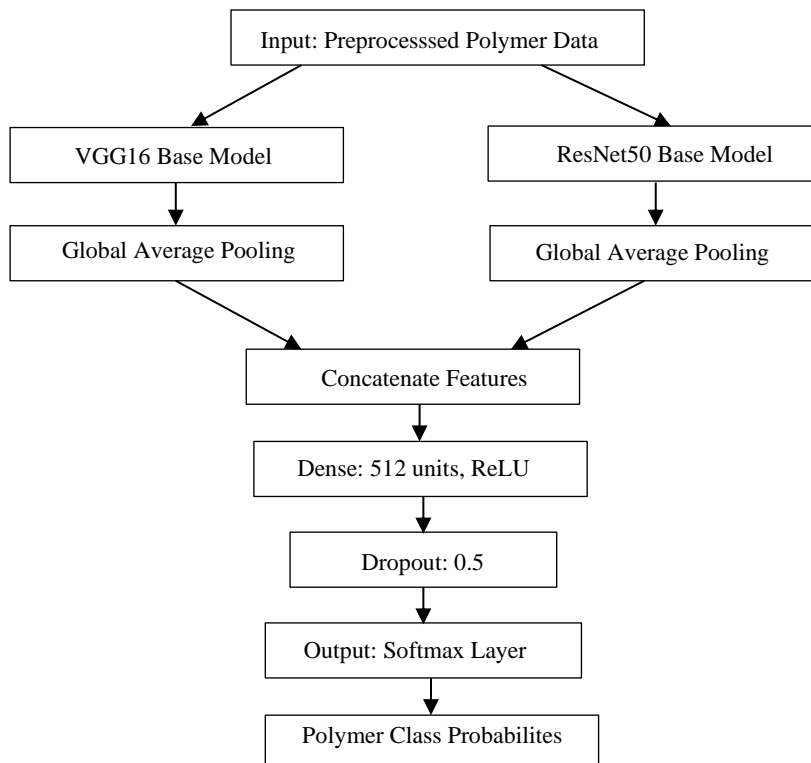 Input: Preprocesssed Polymer Data
VGG16 Base Model
ResNet50 Base Model
Global Average Pooling
Global Average Pooling
Concatenate Features
Dense: 512 units, ReLU
Dropout: 0.5
Output: Softmax Layer
Polymer Class Probabilites